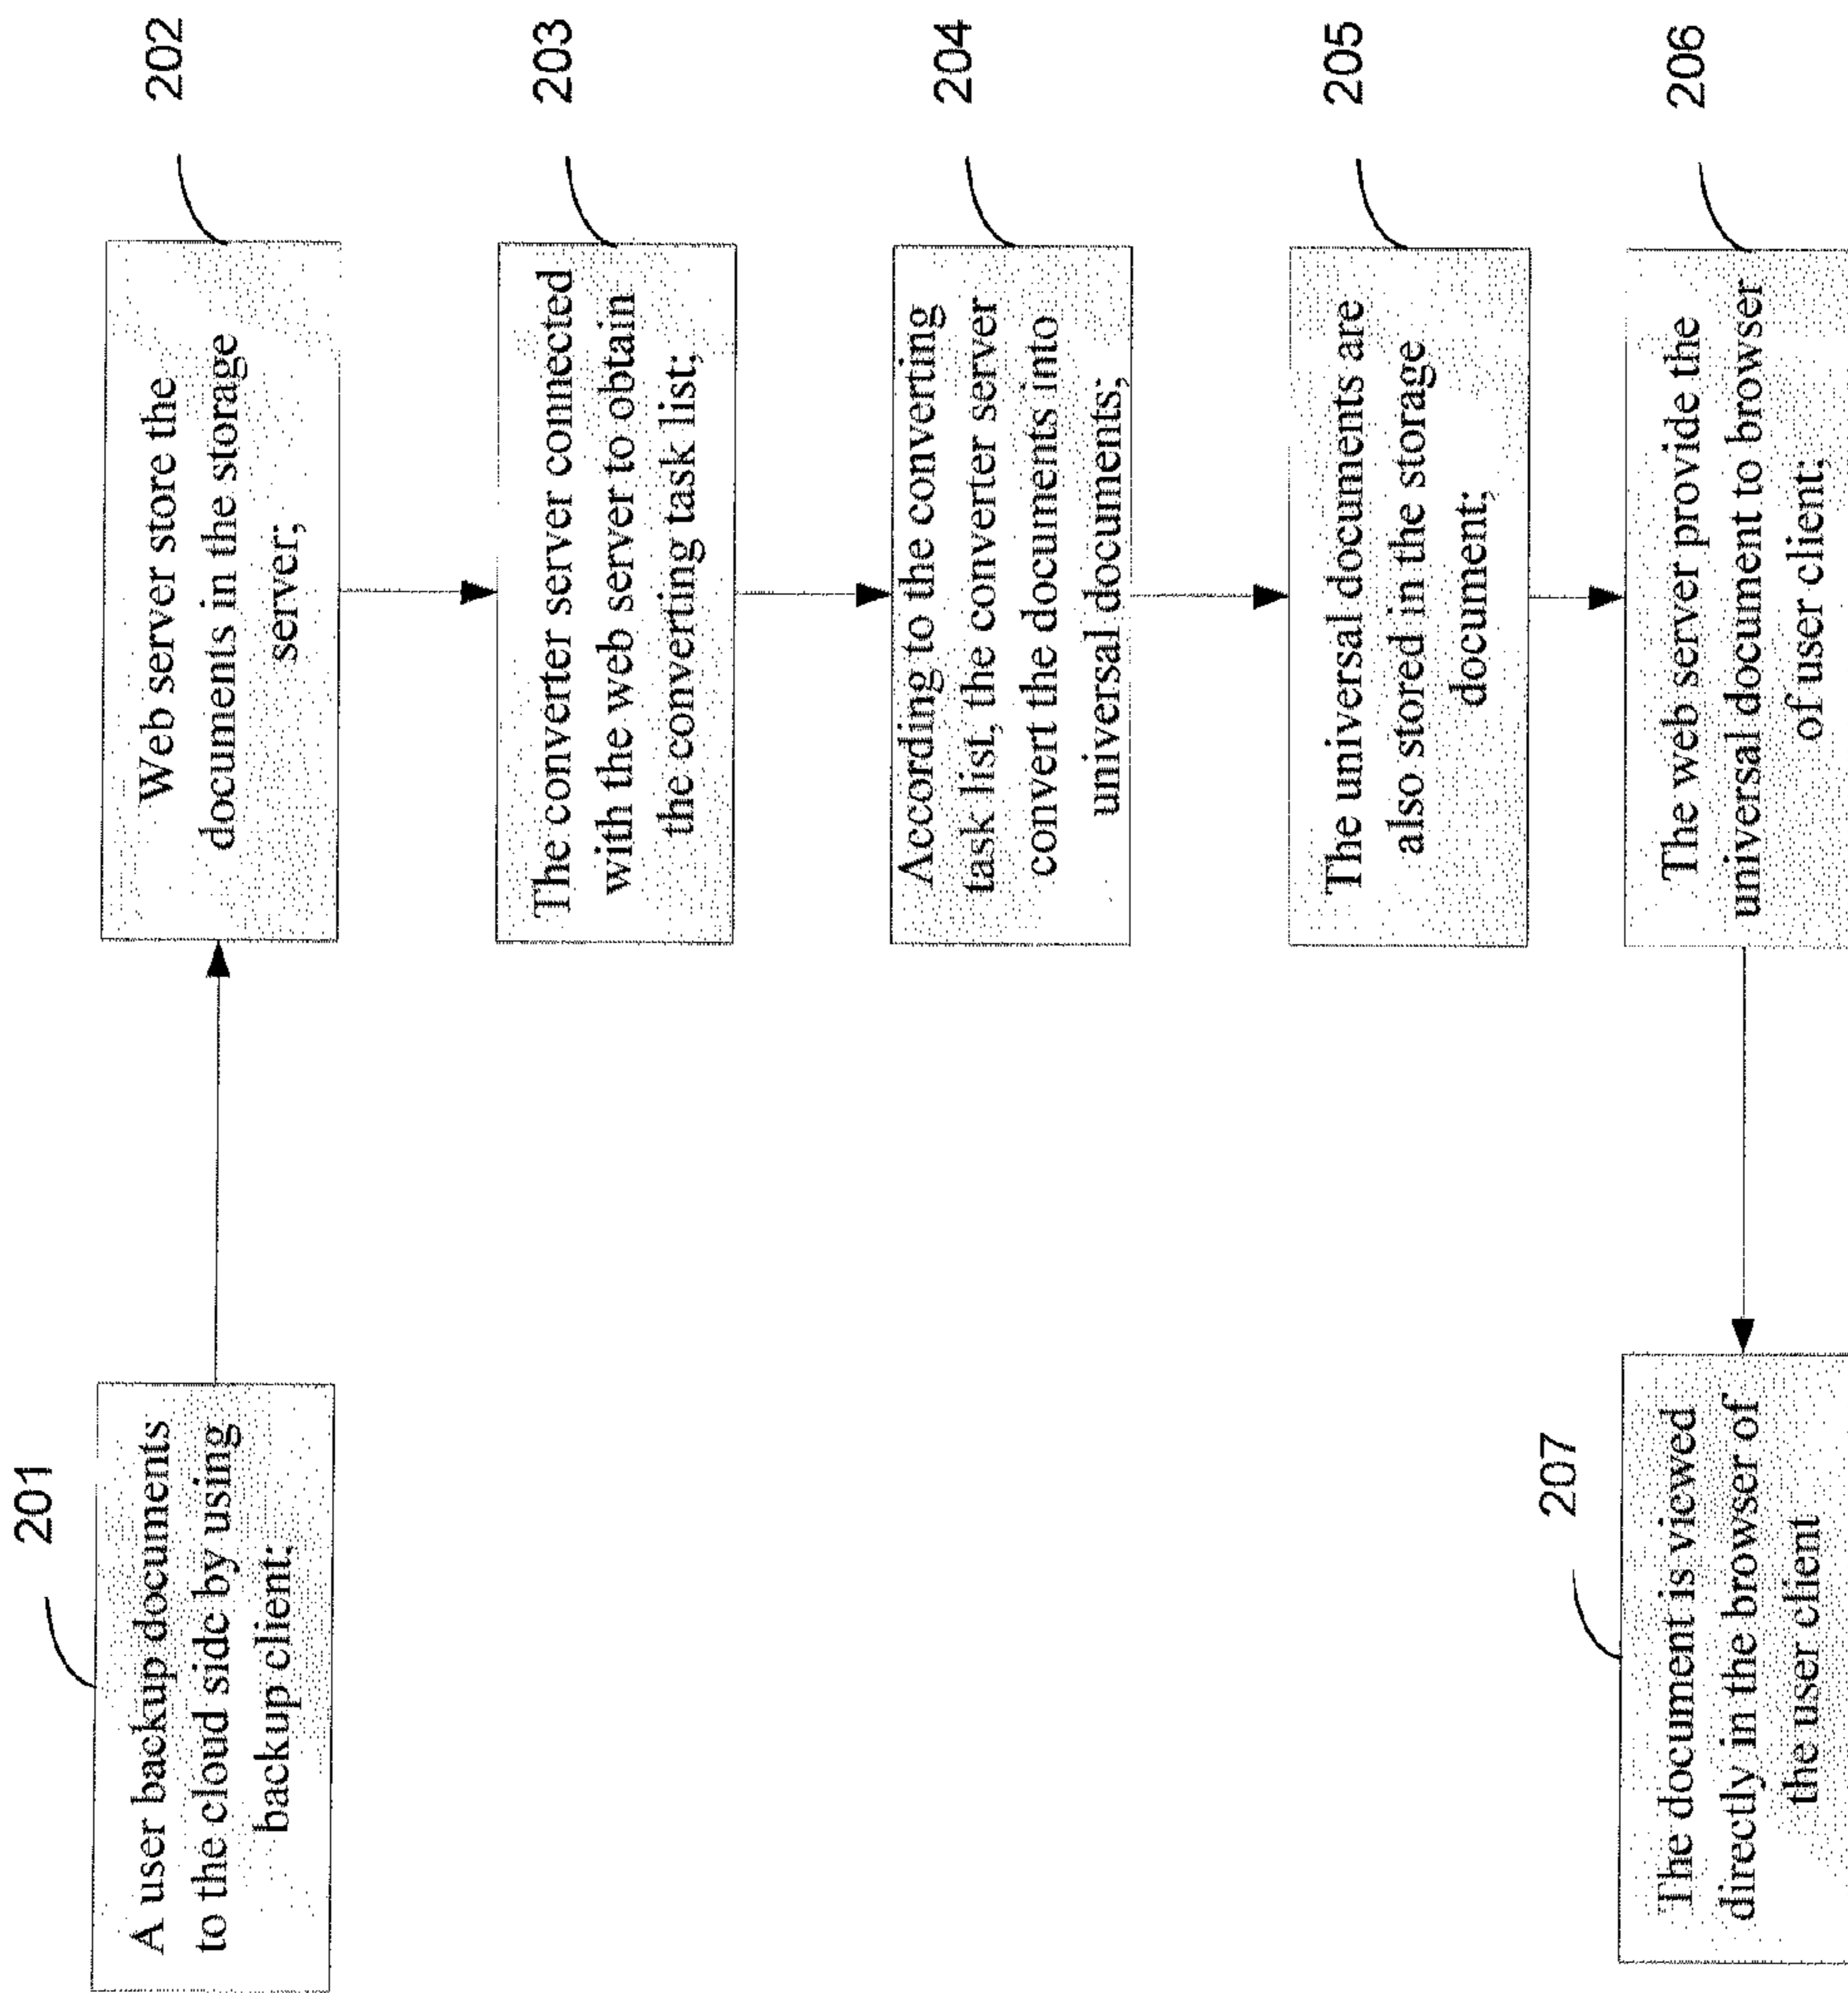 201
A user backup documents
to the cloud side by using
backup client;
202
Web server store the
documents in the storage
server;
203
The converter server connected
with the web server to obtain
the converting task list;
204
According to the converting
task list, the converter server
convert the documents into
universal documents;
205
The universal documents are
also stored in the storage
document;
206
The web server provide the
universal document to browser
of user client;
207
The document is viewed
directly in the browser of
the user client